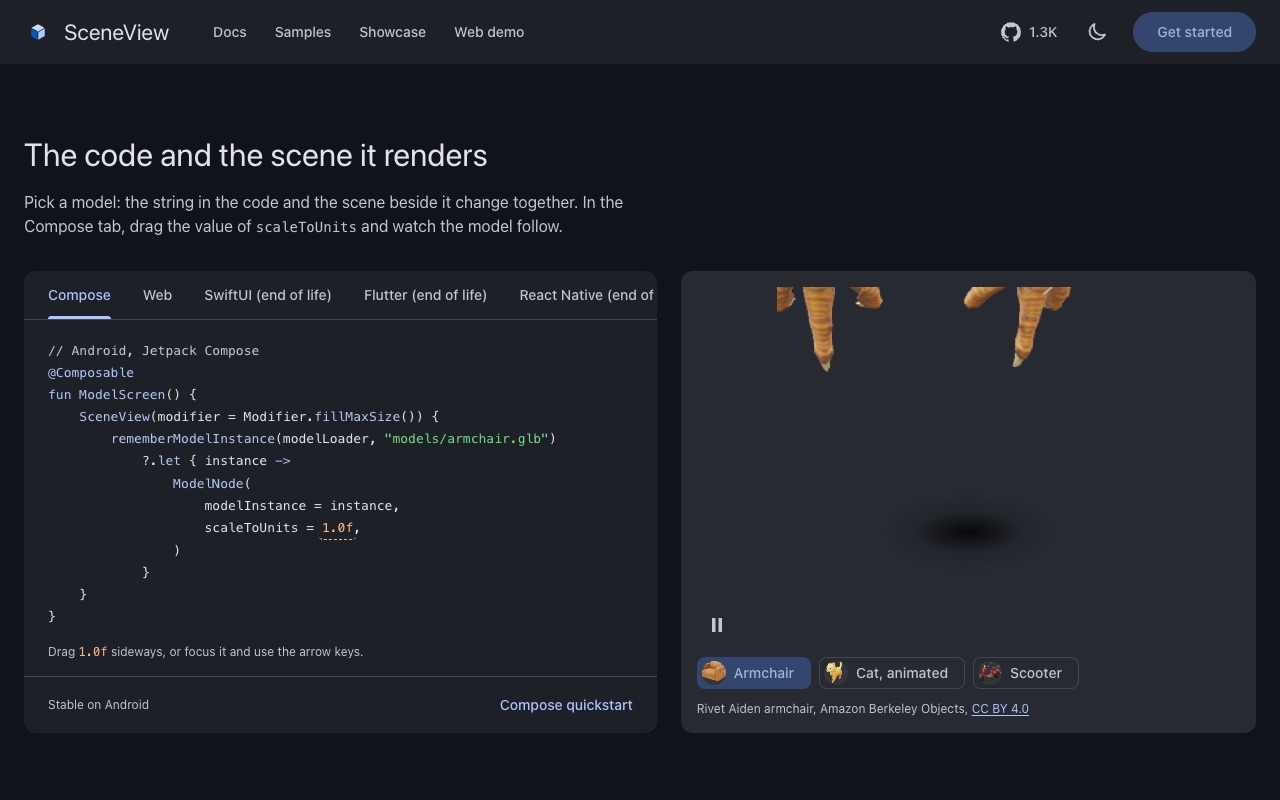 SceneView Docs Samples Showcase Web demo 1.3K Get started
The code and the scene it renders
Pick a model: the string in the code and the scene beside it change together. In the
Compose tab, drag the value of scaleToUnits and watch the model follow.
Compose Web SwiftUI (end of life) Flutter (end of life) React Native (end of
// Android, Jetpack Compose
@Composable
fun ModelScreen() {
    SceneView(modifier = Modifier.fillMaxSize()) {
        rememberModelInstance(modelLoader, "models/armchair.glb")
            ?.let { instance ->
                ModelNode(
                    modelInstance = instance,
                    scaleToUnits = 1.0f,
                )
            }
    }
}
Drag 1.0f sideways, or focus it and use the arrow keys.
Stable on Android Compose quickstart
Armchair Cat, animated Scooter
Rivet Aiden armchair, Amazon Berkeley Objects, CC BY 4.0